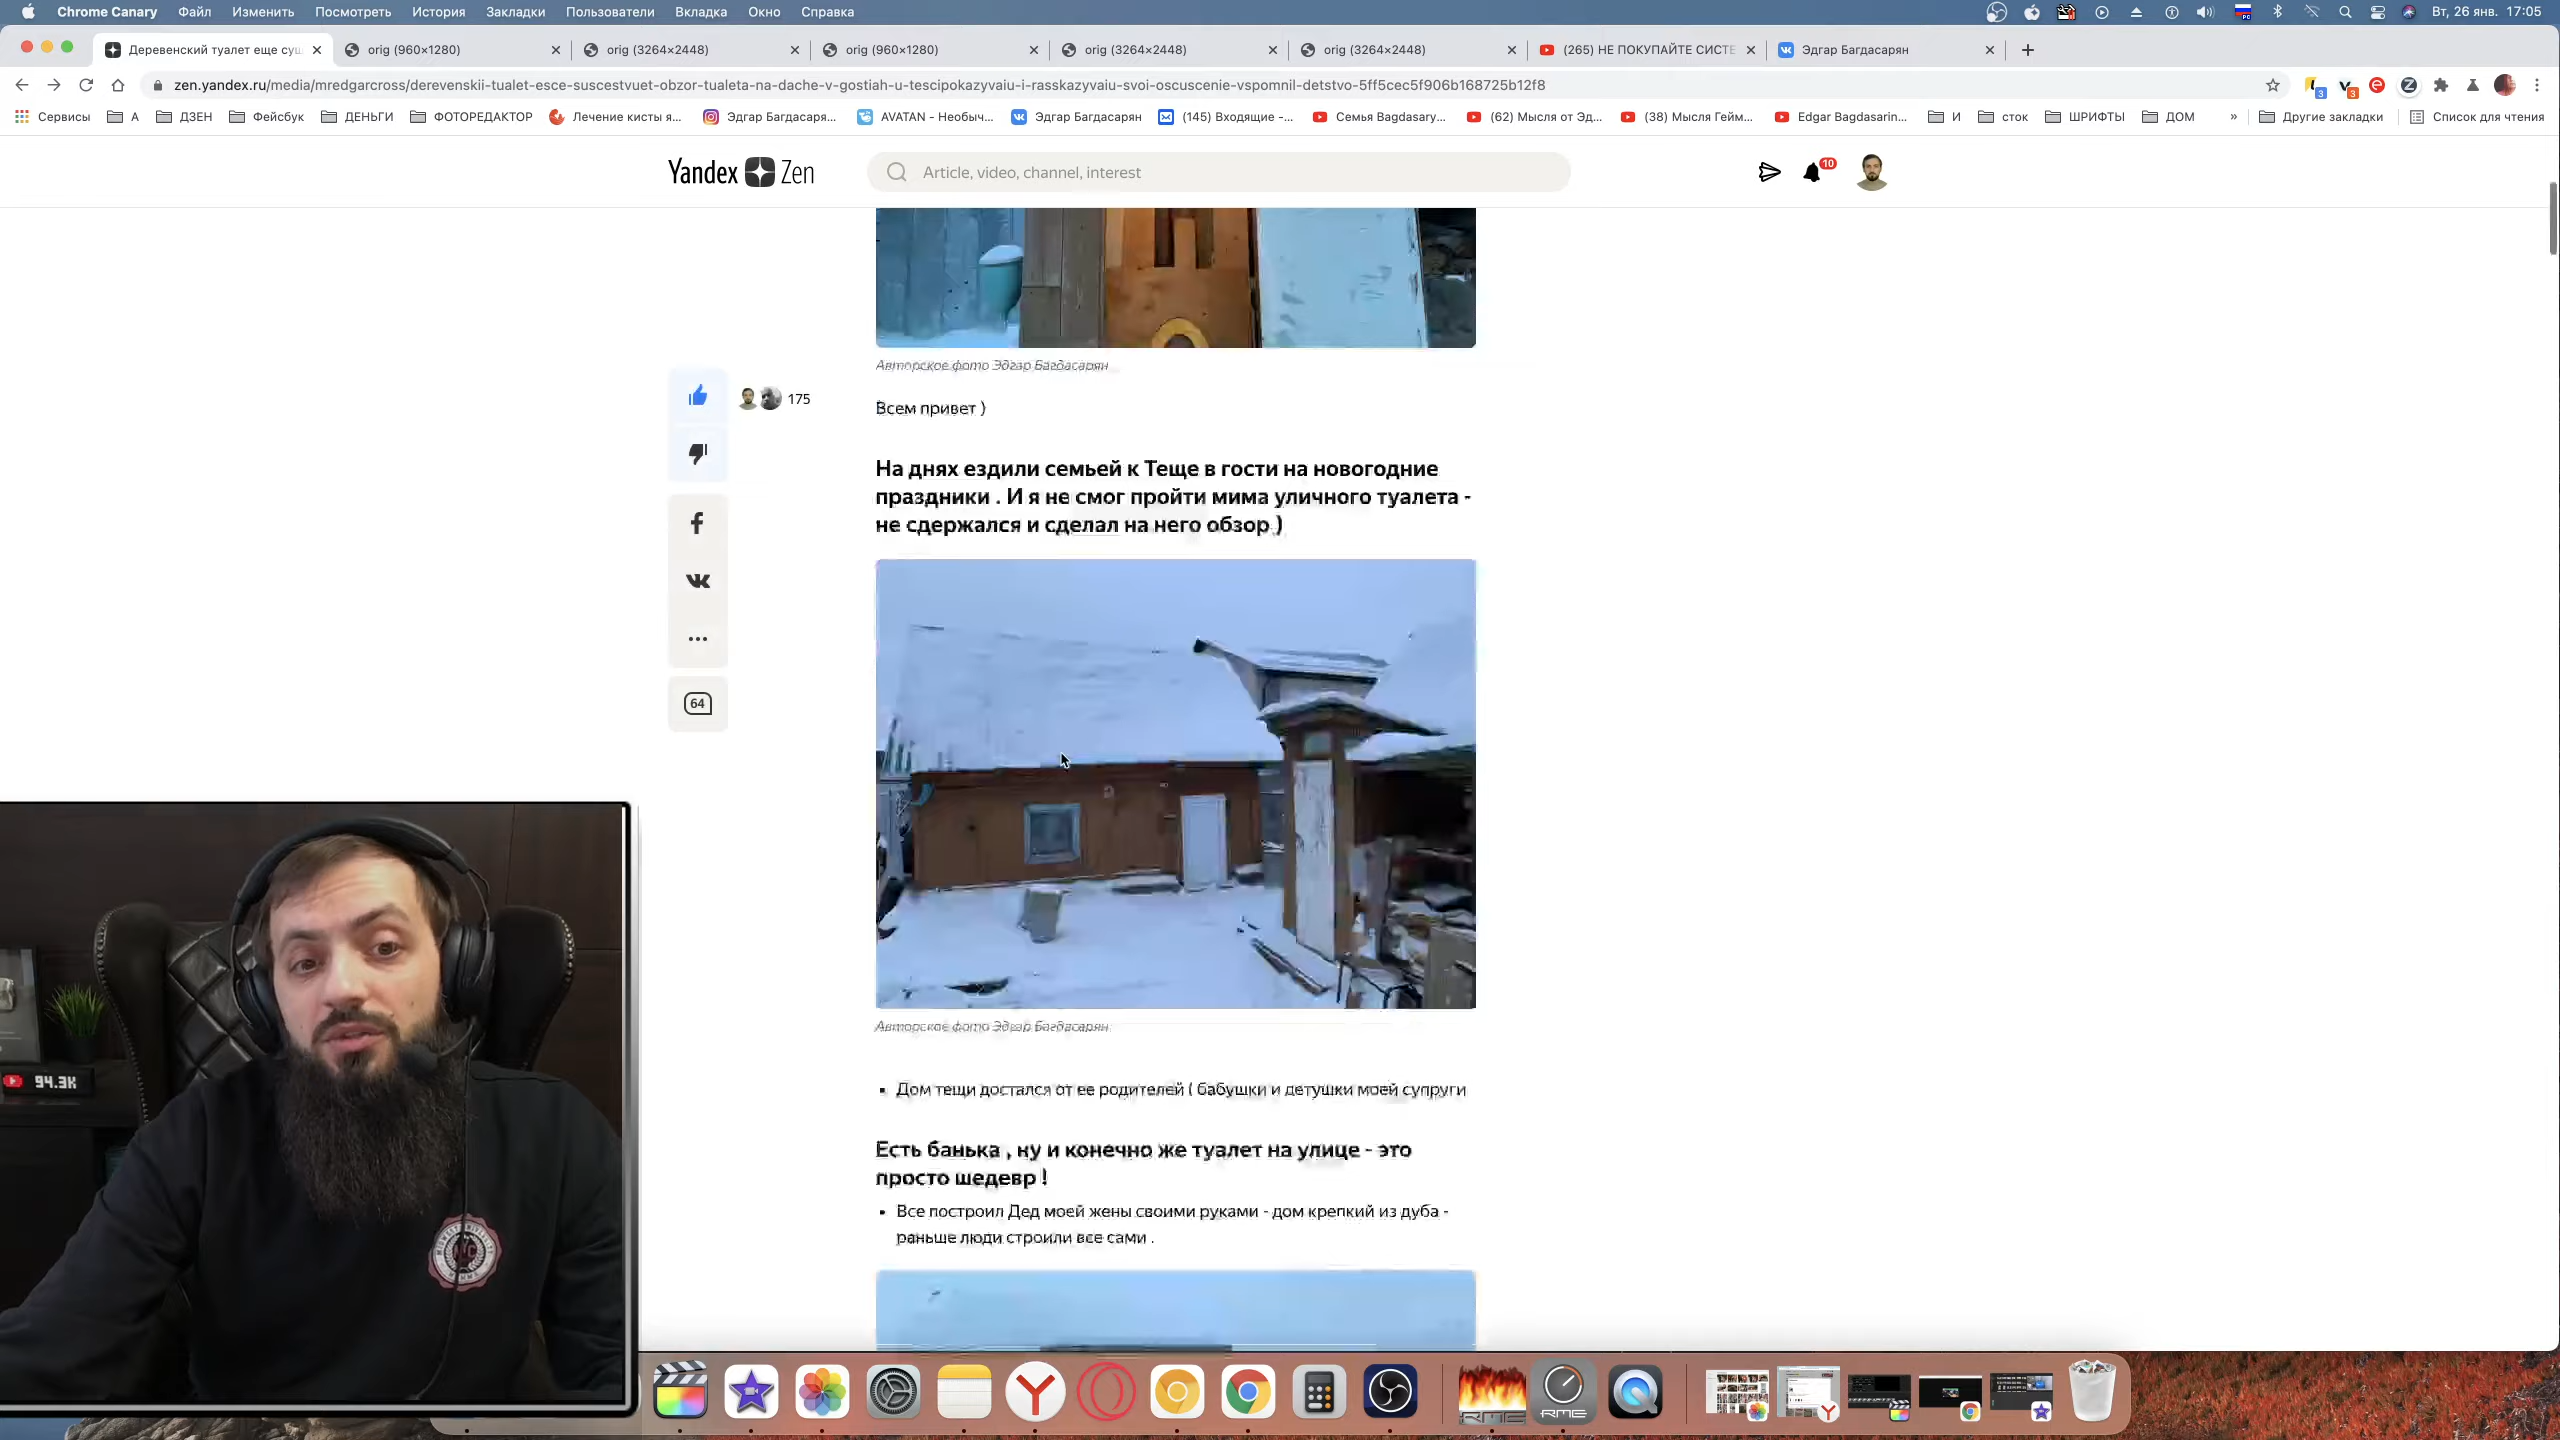 Chrome Canary Файл Изменить Посмотреть История Закладки Пользователи Вкладка Окно Справка
Вт, 26 янв. 17:05
Деревенский туалет еще сущ
orig (960×1280)
orig (3264×2448)
orig (960×1280)
orig (3264×2448)
orig (3264×2448)
(265) НЕ ПОКУПАЙТЕ СИСТЕ
Эдгар Багдасарян
zen.yandex.ru/media/mredgarcross/derevenskii-tualet-esce-suscestvuet-obzor-tualeta-na-dache-v-gostiah-u-tescipokazyvaiu-i-rasskazyvaiu-svoi-oscuscenie-vspomnil-detstvo-5ff5cec5f906b168725b12f8
Сервисы А ДЗЕН Фейсбук ДЕНЬГИ ФОТОРЕДАКТОР Лечение кисты я... Эдгар Багдасаря... AVATAN - Необыч... Эдгар Багдасарян (145) Входящие -... Семья Bagdasary... (62) Мысля от Эд... (38) Мысля Гейм... Edgar Bagdasarin... И сток ШРИФТЫ ДОМ » Другие закладки Список для чтения
Yandex Zen
Article, video, channel, interest
10
Авторское фото Эдгар Багдасарян
175
Всем привет )
На днях ездили семьей к Теще в гости на новогодние
праздники . И я не смог пройти мима уличного туалета -
не сдержался и сделал на него обзор )
64
Авторское фото Эдгар Багдасарян
Дом тещи достался от ее родителей ( бабушки и детушки моей супруги
Есть банька , ну и конечно же туалет на улице - это
просто шедевр !
Все построил Дед моей жены своими руками - дом крепкий из дуба -
раньше люди строили все сами .
94.3K
RME
RME